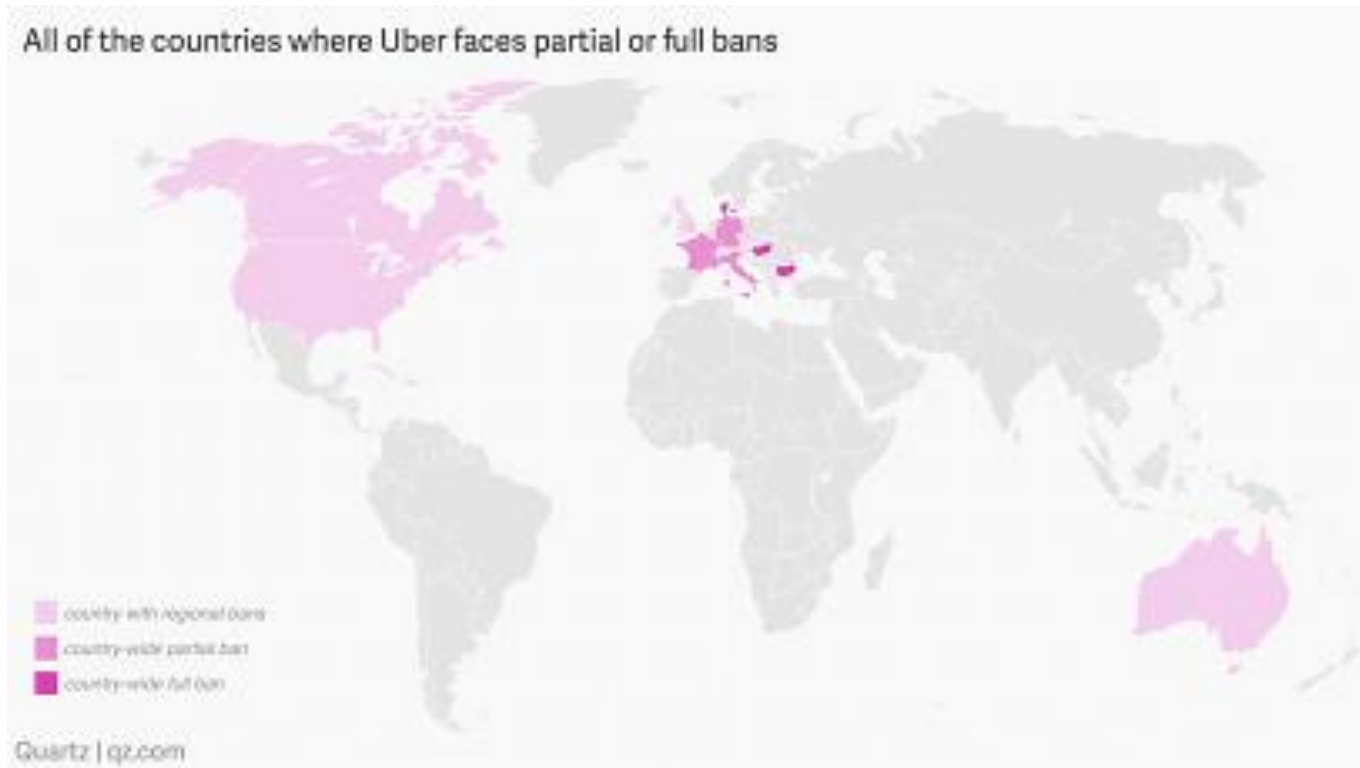 All of the countries where Uber faces partial or full bans
country with regional bans
country-wide partial ban
country-wide full ban
Quartz | qz.com